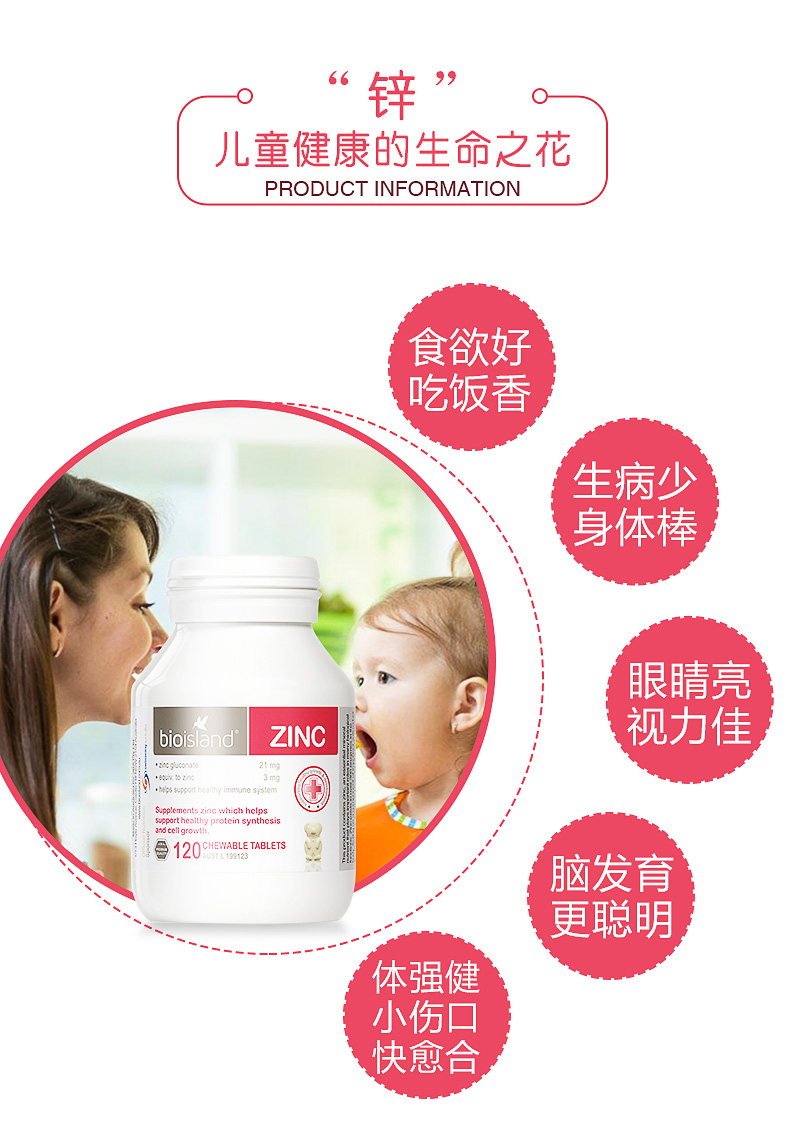 “锌”
儿童健康的生命之花
PRODUCT INFORMATION
食欲好
吃饭香
生病少
身体棒
眼睛亮
视力佳
脑发育
更聪明
体强健
小伤口
快愈合
bioisland®
ZINC
• zinc gluconate 21 mg
• equiv. to zinc 3 mg
• helps support healthy immune system
Supplements zinc which helps
support healthy protein synthesis
and cell growth.
120 CHEWABLE TABLETS
AUST L 199123